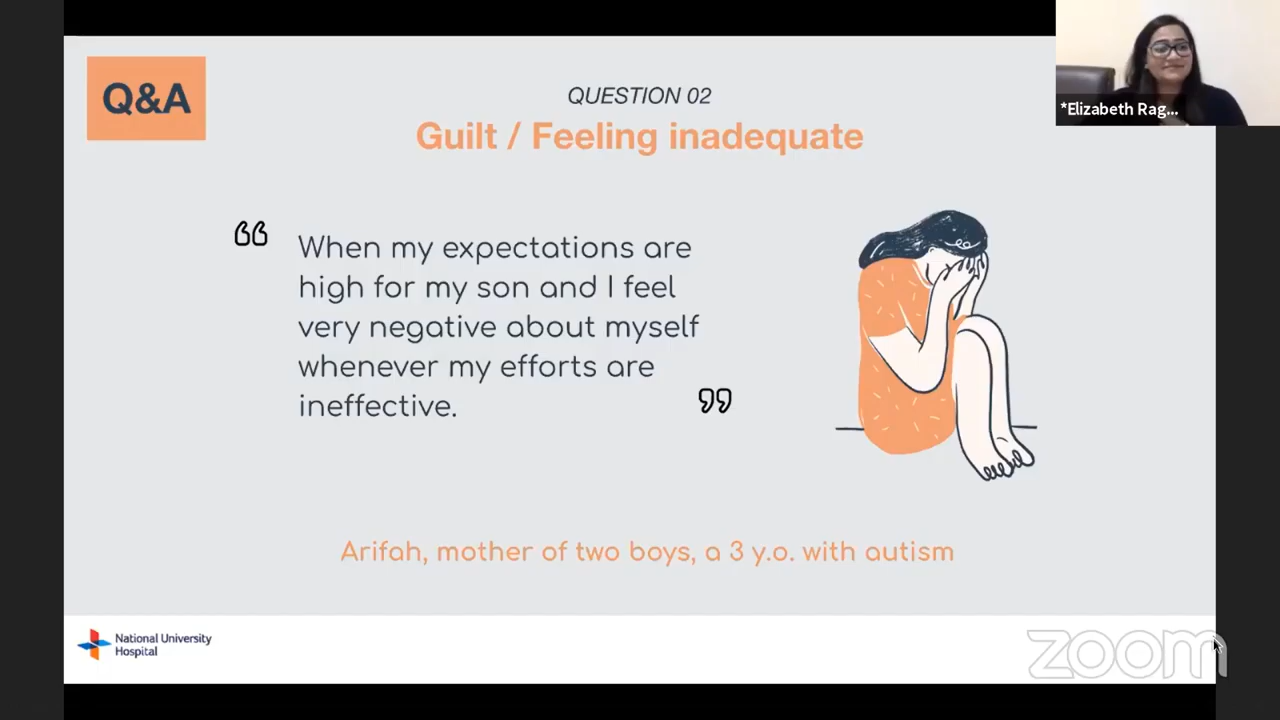 Q&A
QUESTION 02
Guilt / Feeling inadequate
*Elizabeth Rag...
“
When my expectations are
high for my son and I feel
very negative about myself
whenever my efforts are
ineffective.
”
Arifah, mother of two boys, a 3 y.o. with autism
National University
Hospital
zoom